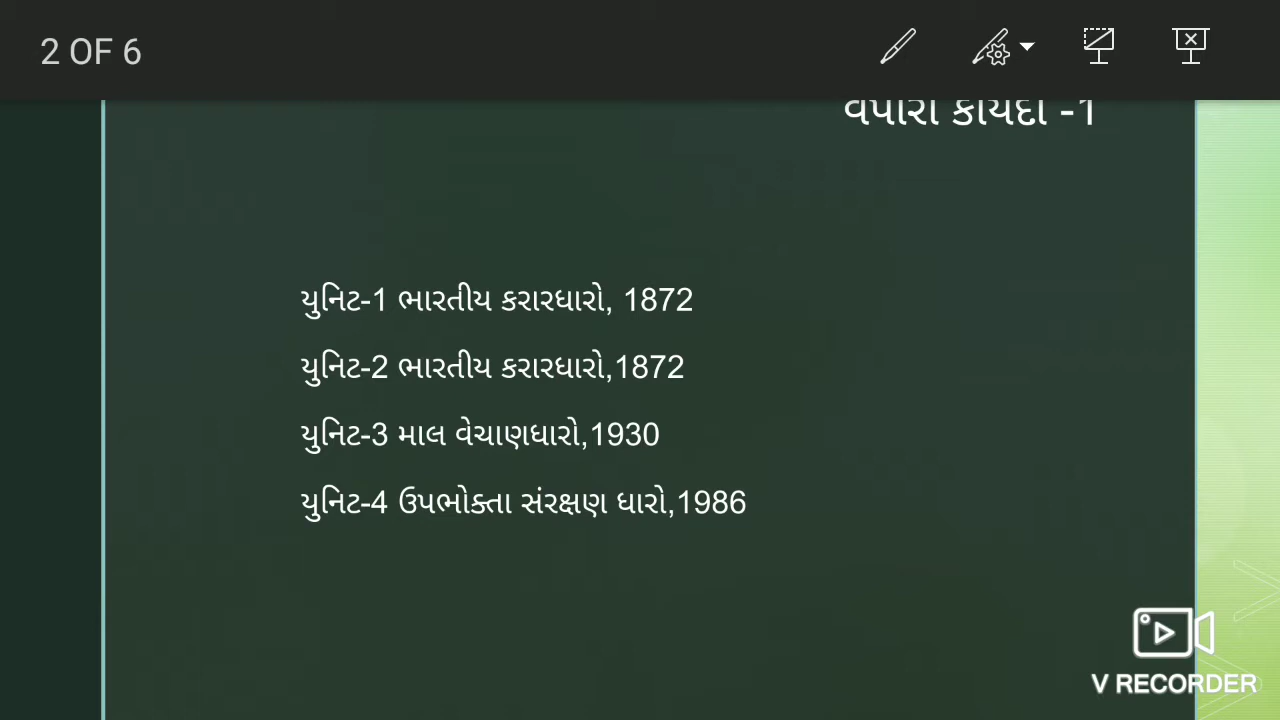 2 OF 6
વેપારી કાયદો -1
યુનિટ-1 ભારતીય કરારધારો, 1872
યુનિટ-2 ભારતીય કરારધારો,1872
યુનિટ-3 માલ વેચાણધારો,1930
યુનિટ-4 ઉપભોક્તા સંરક્ષણ ધારો,1986
V RECORDER